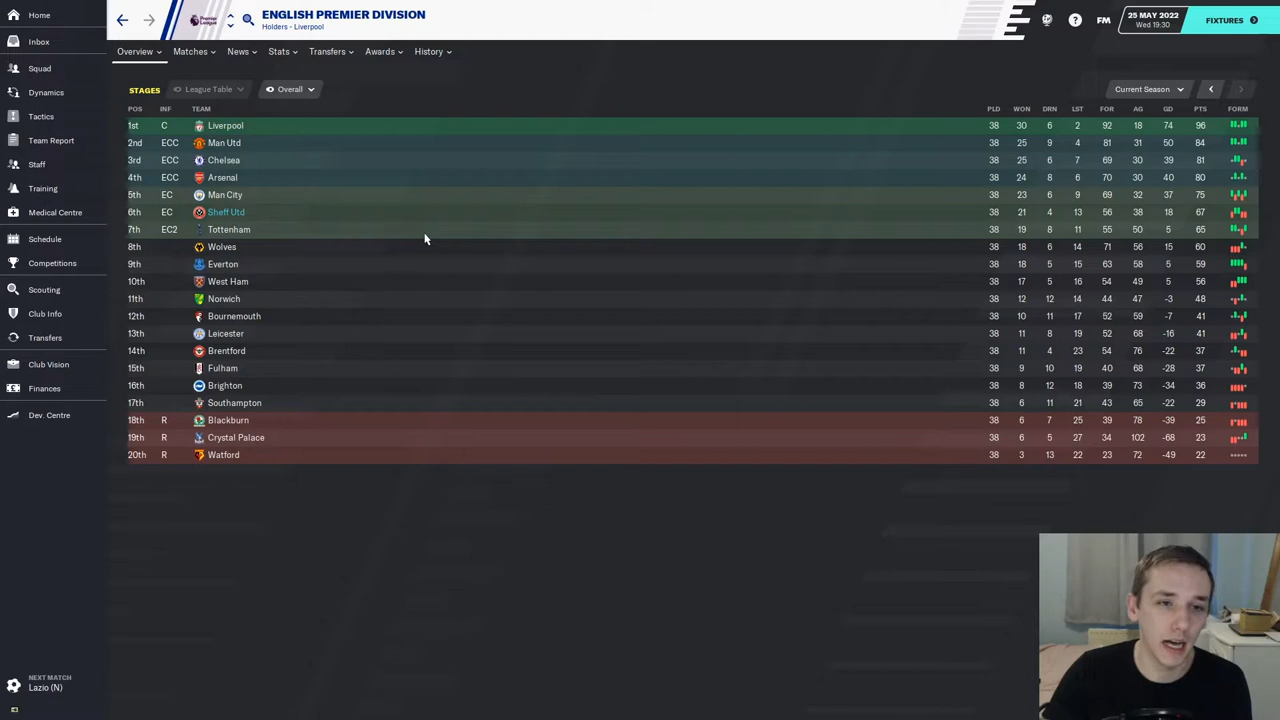 Home
Inbox
Squad
Dynamics
Tactics
Team Report
Staff
Training
Medical Centre
Schedule
Competitions
Scouting
Club Info
Transfers
Club Vision
Finances
Dev. Centre
NEXT MATCH
Lazio (N)
ENGLISH PREMIER DIVISION
Holders - Liverpool
FM
25 MAY 2022
Wed 19:30
FIXTURES
Overview Matches News Stats Transfers Awards History
STAGES League Table Overall Current Season
POS INF TEAM PLD WON DRN LST FOR AG GD PTS FORM
1st C Liverpool 38 30 6 2 92 18 74 96
2nd ECC Man Utd 38 25 9 4 81 31 50 84
3rd ECC Chelsea 38 25 6 7 69 30 39 81
4th ECC Arsenal 38 24 8 6 70 30 40 80
5th EC Man City 38 23 6 9 69 32 37 75
6th EC Sheff Utd 38 21 4 13 56 38 18 67
7th EC2 Tottenham 38 19 8 11 55 50 5 65
8th Wolves 38 18 6 14 71 56 15 60
9th Everton 38 18 5 15 63 58 5 59
10th West Ham 38 17 5 16 54 49 5 56
11th Norwich 38 12 12 14 44 47 -3 48
12th Bournemouth 38 10 11 17 52 59 -7 41
13th Leicester 38 11 8 19 52 68 -16 41
14th Brentford 38 11 4 23 54 76 -22 37
15th Fulham 38 9 10 19 40 68 -28 37
16th Brighton 38 8 12 18 39 73 -34 36
17th Southampton 38 6 11 21 43 65 -22 29
18th R Blackburn 38 6 7 25 39 78 -39 25
19th R Crystal Palace 38 6 5 27 34 102 -68 23
20th R Watford 38 3 13 22 23 72 -49 22